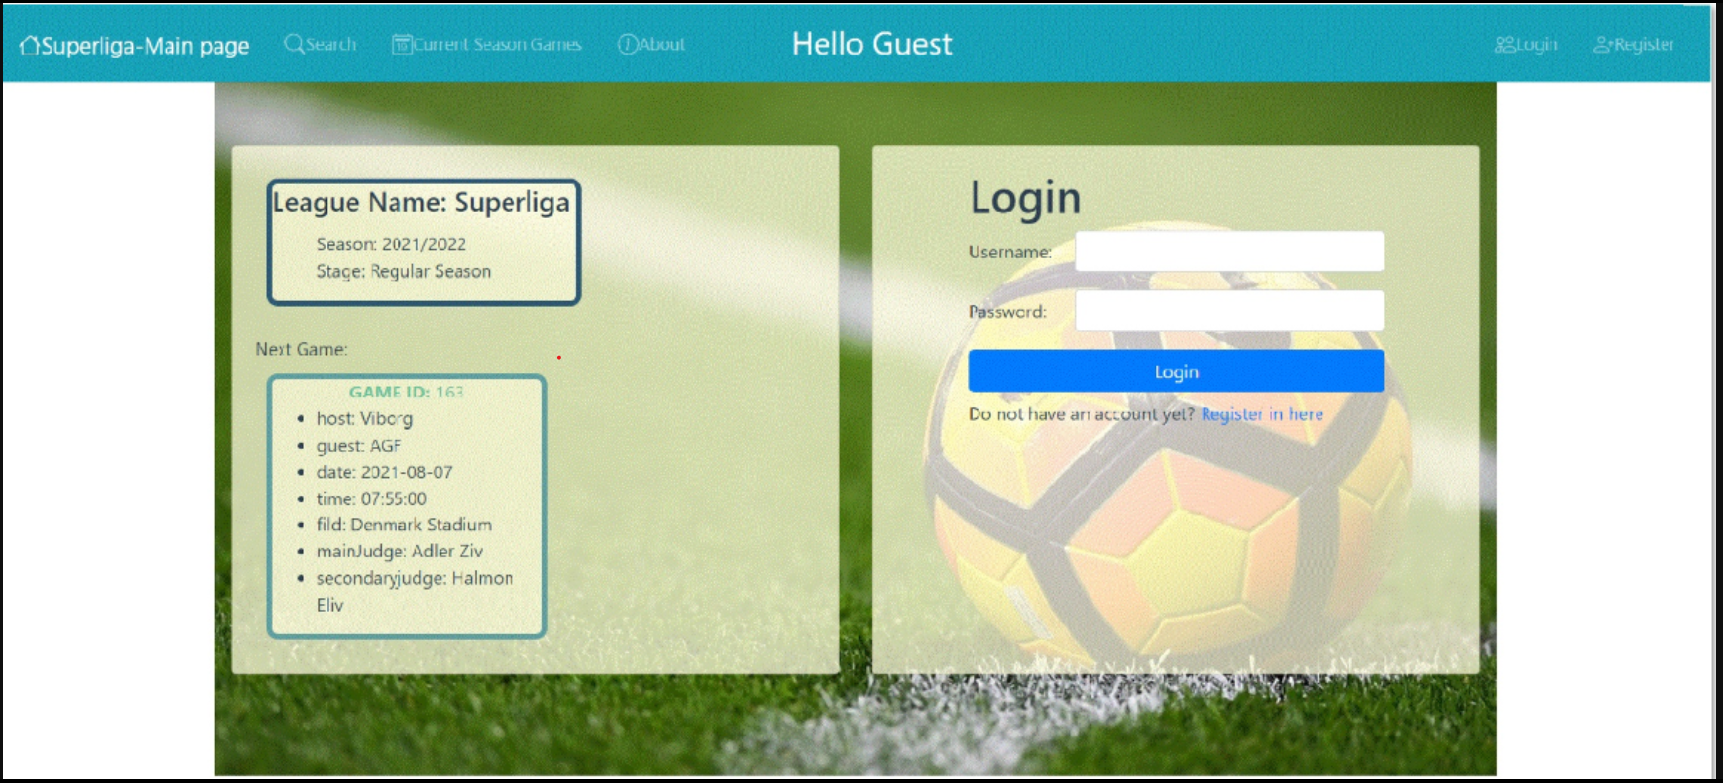 Superliga-Main page Search Current Season Games About Hello Guest Login Register
League Name: Superliga
Season: 2021/2022
Stage: Regular Season
Next Game:
GAME ID: 163
host: Viborg
guest: AGF
date: 2021-08-07
time: 07:55:00
fild: Denmark Stadium
mainJudge: Adler Ziv
secondaryjudge: Halmon
Eliv
Login
Username:
Password:
Login
Do not have an account yet? Register in here